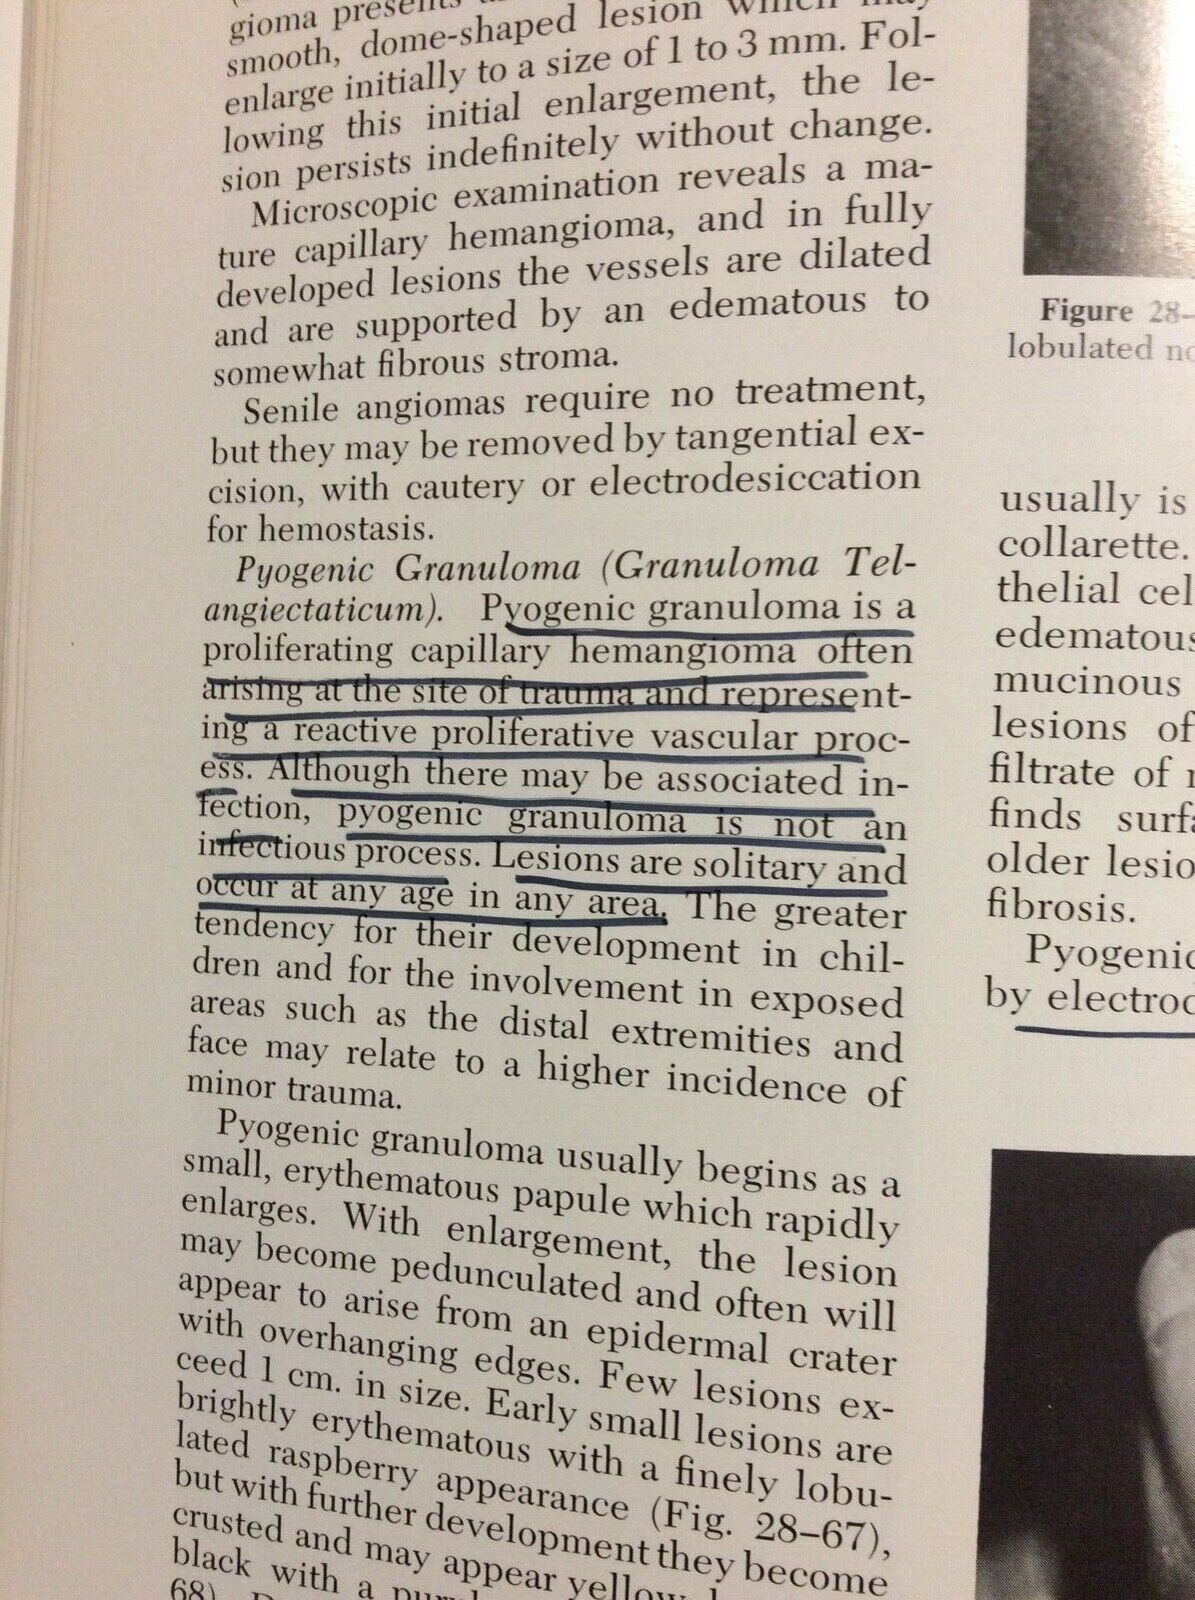 gioma presents
smooth, dome-shaped lesion which may
enlarge initially to a size of 1 to 3 mm. Fol-
lowing this initial enlargement, the le-
sion persists indefinitely without change.
Microscopic examination reveals a ma-
ture capillary hemangioma, and in fully
developed lesions the vessels are dilated
and are supported by an edematous to
somewhat fibrous stroma.
Senile angiomas require no treatment,
but they may be removed by tangential ex-
cision, with cautery or electrodesiccation
for hemostasis.
Pyogenic Granuloma (Granuloma Tel-
angiectaticum). Pyogenic granuloma is a
proliferating capillary hemangioma often
arising at the site of trauma and represent-
ing a reactive proliferative vascular proc-
ess. Although there may be associated in-
fection, pyogenic granuloma is not an
infectious process. Lesions are solitary and
occur at any age in any area. The greater
tendency for their development in chil-
dren and for the involvement in exposed
areas such as the distal extremities and
face may relate to a higher incidence of
minor trauma.
Pyogenic granuloma usually begins as a
small, erythematous papule which rapidly
enlarges. With enlargement, the lesion
may become pedunculated and often will
appear to arise from an epidermal crater
with overhanging edges. Few lesions ex-
ceed 1 cm. in size. Early small lesions are
brightly erythematous with a finely lobu-
lated raspberry appearance (Fig. 28–67),
but with further development they become
crusted and may appear yellow
black with a
68).
Figure 28–
lobulated
usually is
collarette.
thelial cel
edematous
mucinous
lesions of
filtrate of
finds surfa
older lesio
fibrosis.
Pyogenic
by electrod